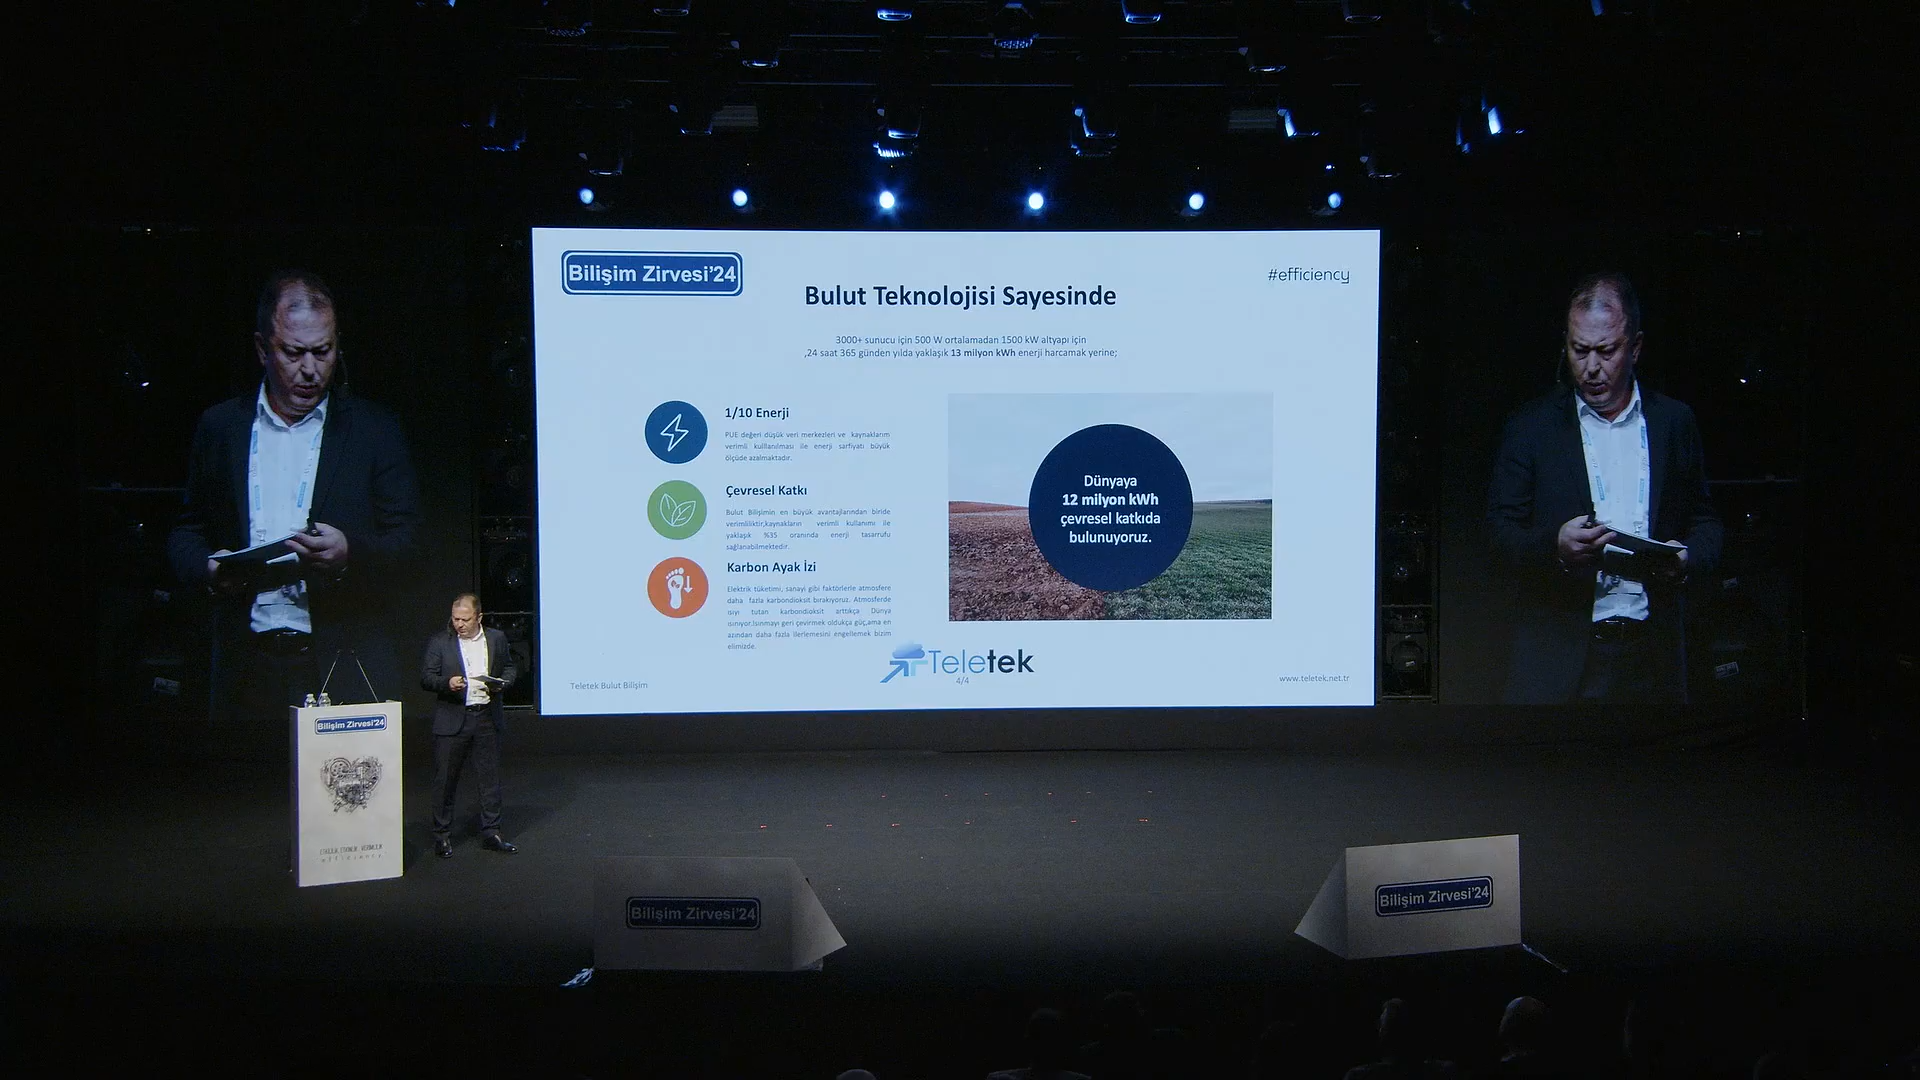 Bilişim Zirvesi'24
#efficiency
Bulut Teknolojisi Sayesinde
3000+ sunucu için 500 W ortalamadan 1500 kW altyapı için
,24 saat 365 günden yılda yaklaşık 13 milyon kWh enerji harcamak yerine;
1/10 Enerji
PUE değeri düşük veri merkezleri ve kaynakların
verimli kullanılması ile enerji sarfiyatı büyük
ölçüde azalmaktadır.
Çevresel Katkı
Bulut Bilişimin en büyük avantajlarından biride
verimliliktir,kaynakların verimli kullanımı ile
yaklaşık %35 oranında enerji tasarrufu
sağlanabilmektedir.
Karbon Ayak İzi
Elektrik tüketimi, sanayi gibi faktörlerle atmosfere
daha fazla karbondioksit bırakıyoruz. Atmosferde
ısıyı tutan karbondioksit arttıkça Dünya
ısınıyor.Isınmayı geri çevirmek oldukça güç,ama en
azından daha fazla ilerlemesini engellemek bizim
elimizde.
Dünyaya
12 milyon kWh
çevresel katkıda
bulunuyoruz.
Teletek
4/4
Teletek Bulut Bilişim
www.teletek.net.tr
Bilişim Zirvesi'24
efficiency
Bilişim Zirvesi'24
Bilişim Zirvesi'24